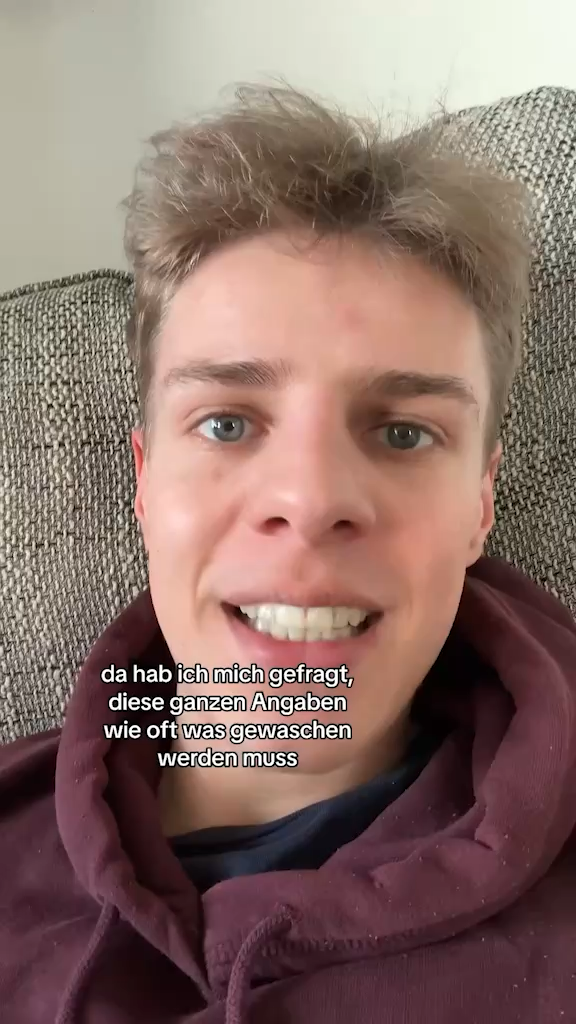 da hab ich mich gefragt,
diese ganzen Angaben
wie oft was gewaschen
werden muss